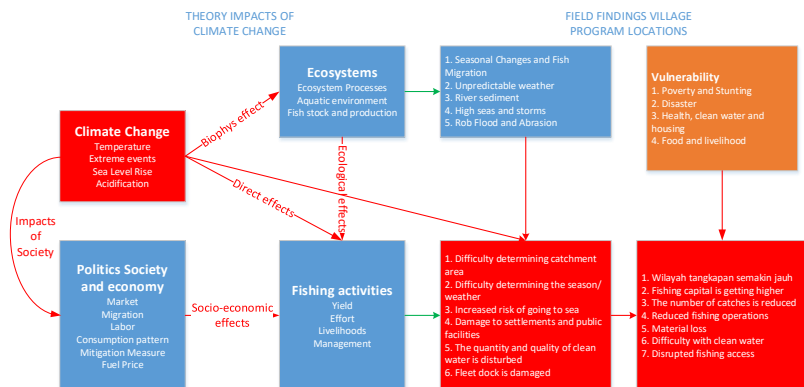 THEORY IMPACTS OF
CLIMATE CHANGE
FIELD FINDINGS VILLAGE
PROGRAM LOCATIONS
Climate Change
Temperature
Extreme events
Sea Level Rise
Acidification
Biophys effect
Direct effects
Ecological effects
Impacts
of
Society
Ecosystems
Ecosystem Processes
Aquatic environment
Fish stock and production
1. Seasonal Changes and Fish
Migration
2. Unpredictable weather
3. River sediment
4. High seas and storms
5. Rob Flood and Abrasion
Vulnerability
1. Poverty and Stunting
2. Disaster
3. Health, clean water and
housing
4. Food and livelihood
Politics Society
and economy
Market
Migration
Labor
Consumption pattern
Mitigation Measure
Fuel Price
Socio-economic
effects
Fishing activities
Yield
Effort
Livelihoods
Management
1. Difficulty determining catchment
area
2. Difficulty determining the season/
weather
3. Increased risk of going to sea
4. Damage to settlements and public
facilities
5. The quantity and quality of clean
water is disturbed
6. Fleet dock is damaged
1. Wilayah tangkapan semakin jauh
2. Fishing capital is getting higher
3. The number of catches is reduced
4. Reduced fishing operations
5. Material loss
6. Difficulty with clean water
7. Disrupted fishing access